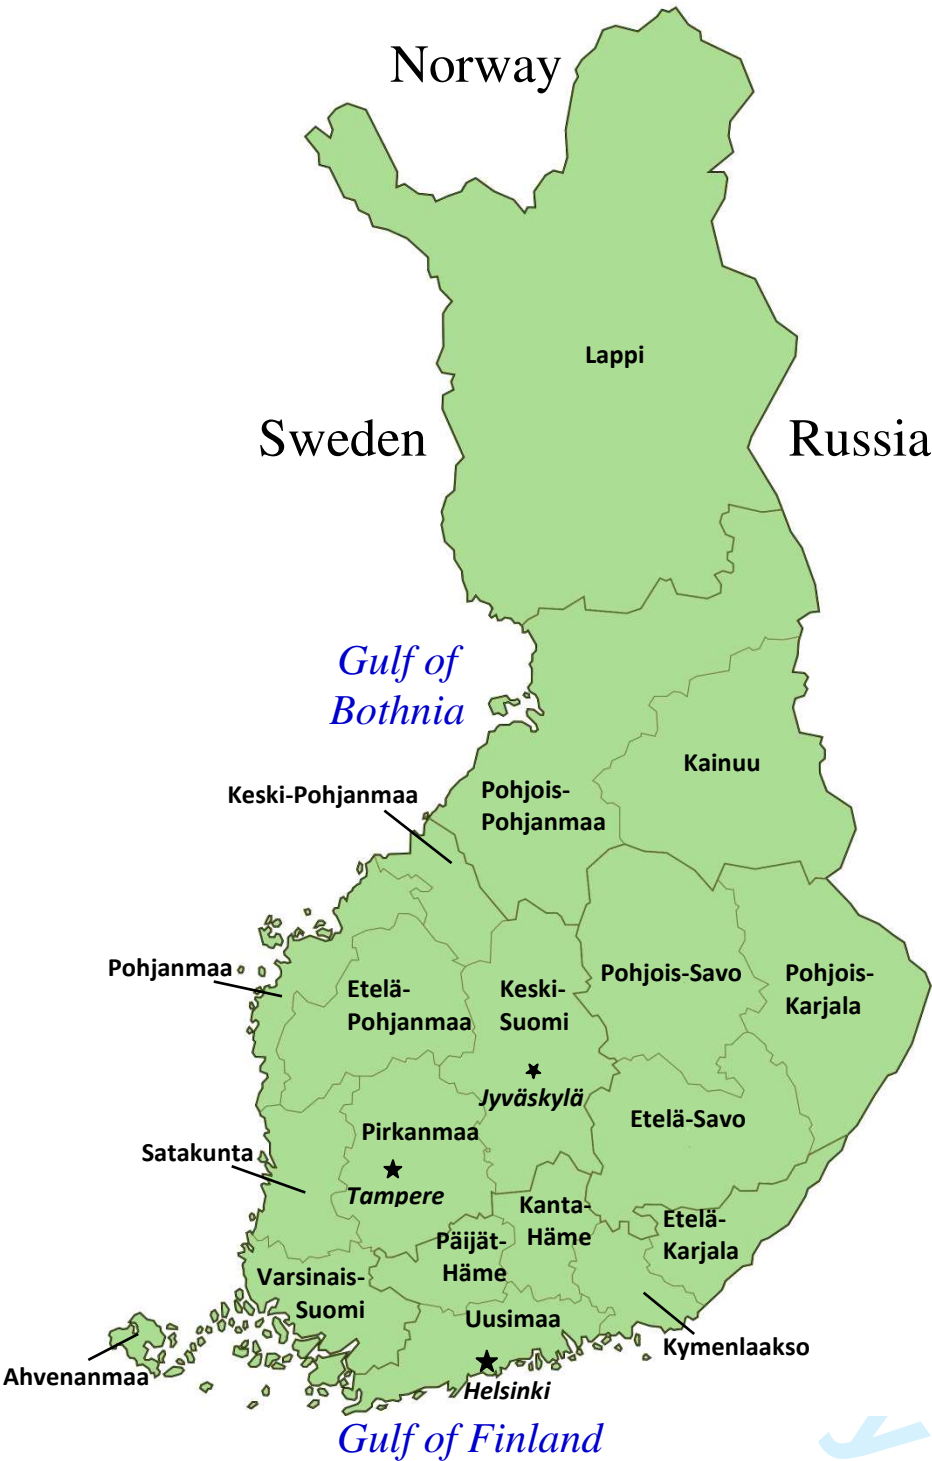 Norway
Lappi
Sweden
Russia
Gulf of
Bothnia
Kainuu
Keski-Pohjanmaa
Pohjois-
Pohjanmaa
Pohjanmaa
Etelä-
Pohjanmaa
Keski-
Suomi
Pohjois-Savo
Pohjois-
Karjala
Jyväskylä
Etelä-Savo
Pirkanmaa
Satakunta
Tampere
Kanta-
Häme
Etelä-
Karjala
Päijät-
Häme
Varsinais-
Suomi
Uusimaa
Kymenlaakso
Ahvenanmaa
Helsinki
Gulf of Finland